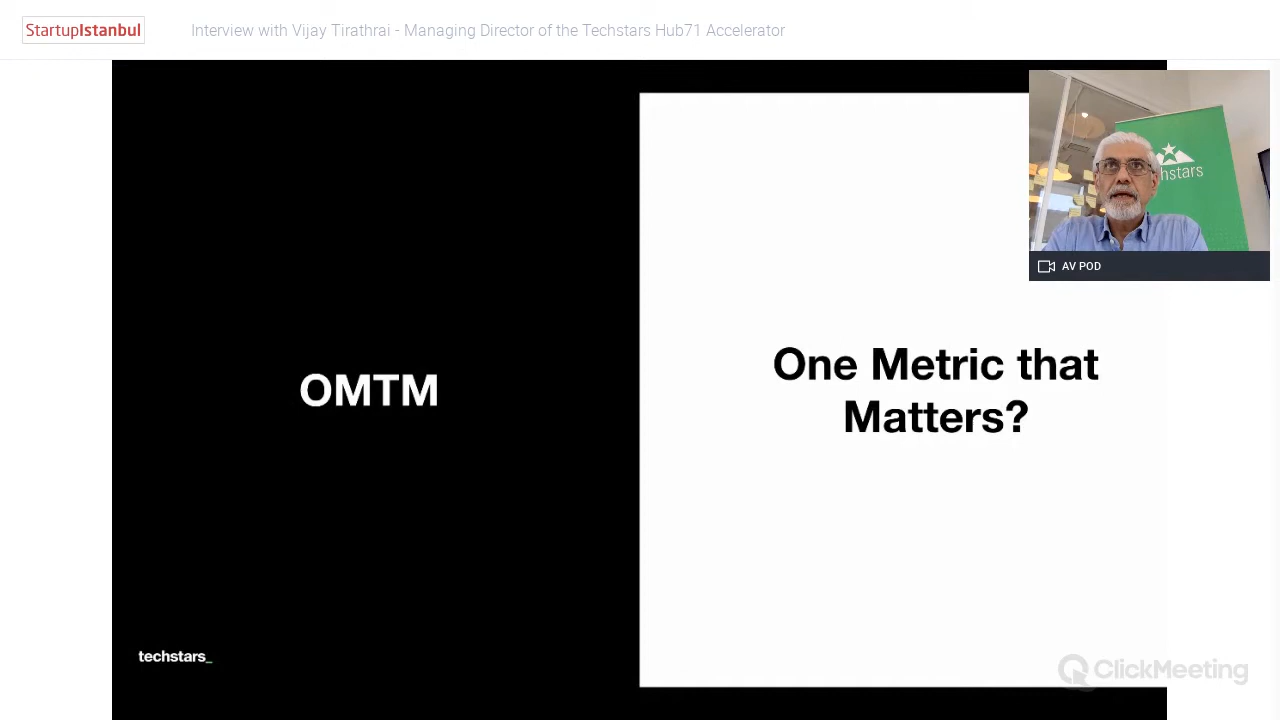 StartupIstanbul
Interview with Vijay Tirathrai - Managing Director of the Techstars Hub71 Accelerator
OMTM
One Metric that
Matters?
hstars
AV POD
techstars_
ClickMeeting